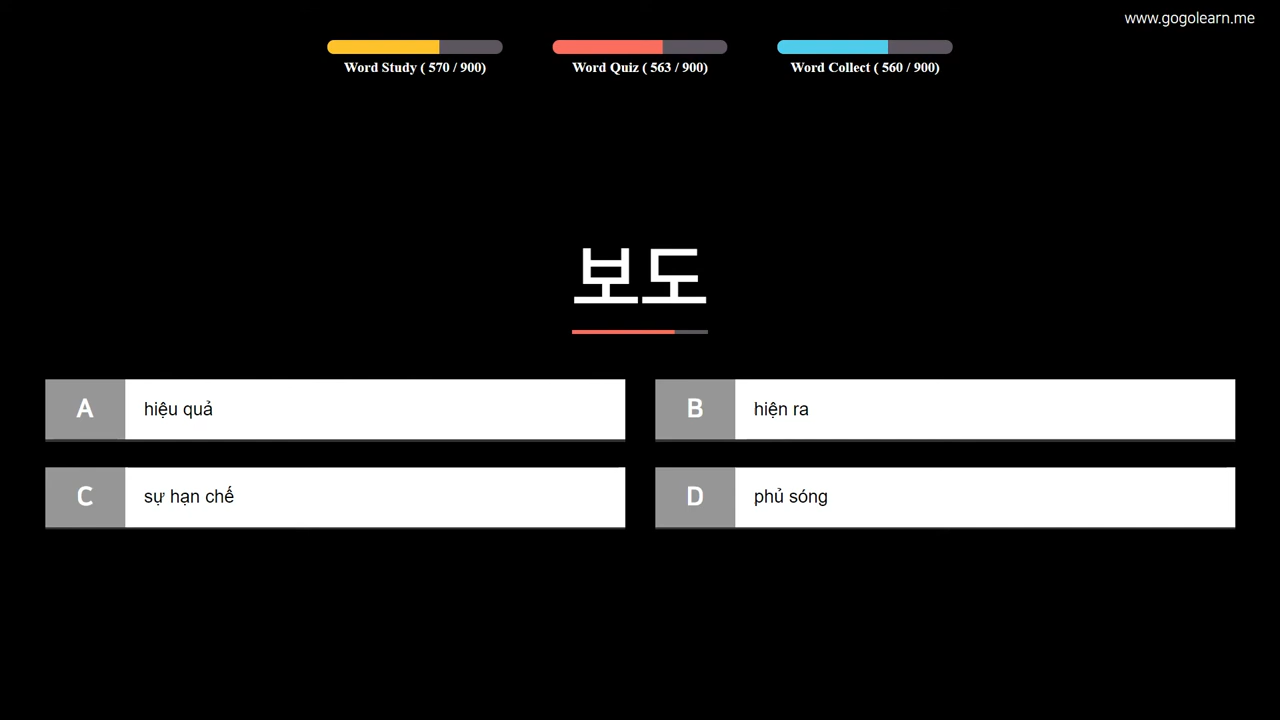 www.gogolearn.me
Word Study ( 570 / 900)
Word Quiz ( 563 / 900)
Word Collect ( 560 / 900)
보도
A hiệu quả
B hiện ra
C sự hạn chế
D phủ sóng